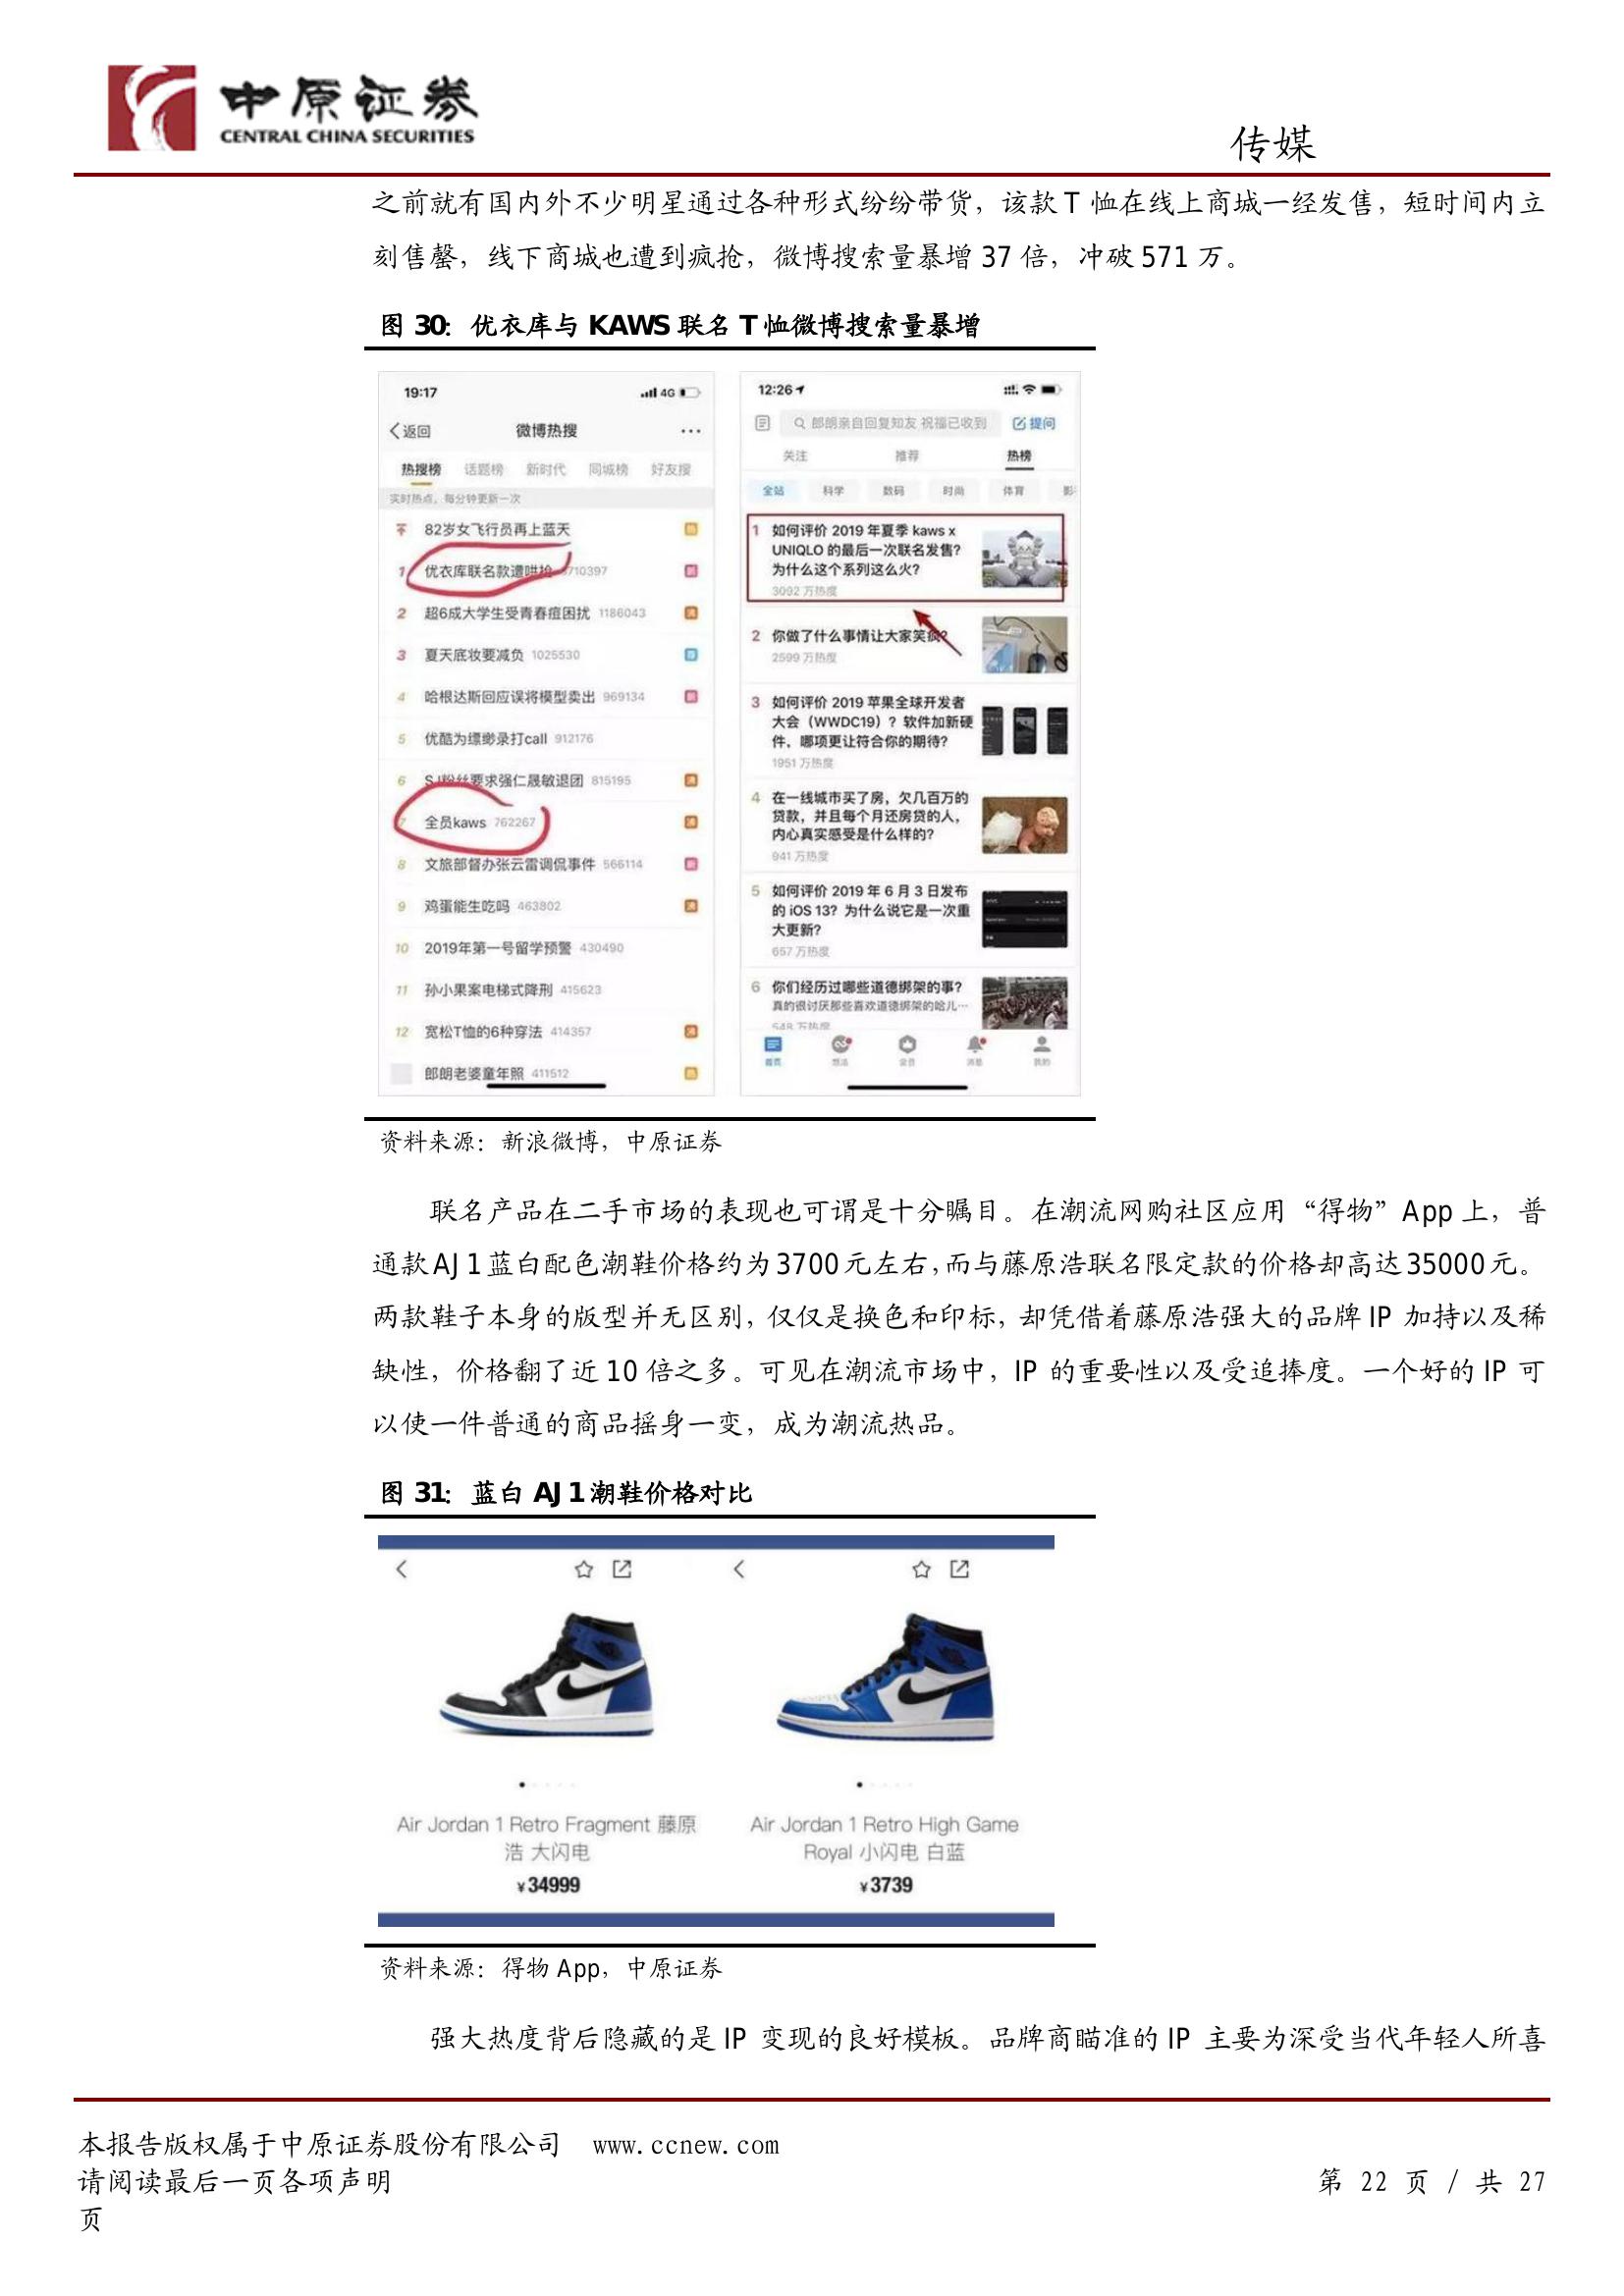 中原证券
CENTRAL CHINA SECURITIES
传媒
之前就有国内外不少明星通过各种形式纷纷带货，该款 T 恤在线上商城一经发售，短时间内立
刻售罄，线下商城也遭到疯抢，微博搜索量暴增 37 倍，冲破 571 万。
图 30：优衣库与 KAWS 联名 T 恤微博搜索量暴增
19:17
4G
返回
微博热搜
热搜榜 话题榜 新时代 同城榜 好友搜
实时热点，每分钟更新一次
82岁女飞行员再上蓝天 热
1 优衣库联名款遭哄抢 710397 新
2 超6成大学生受青春痘困扰 1186043 沸
3 夏天底妆要减负 1025530 荐
4 哈根达斯回应误将模型卖出 969134 新
5 优酷为缥缈录打call 912176
6 SJ粉丝要求强仁晟敏退团 815195 沸
7 全员kaws 762267 沸
8 文旅部督办张云雷调侃事件 566114 新
9 鸡蛋能生吃吗 463802 沸
10 2019年第一号留学预警 430490
11 孙小果案电梯式降刑 415623
12 宽松T恤的6种穿法 414357 沸
郎朗老婆童年照 411512 热
12:26
郎朗亲自回复知友 祝福已收到
提问
关注 推荐 热榜
全站 科学 数码 时尚 体育
1 如何评价 2019 年夏季 kaws x
UNIQLO 的最后一次联名发售？
为什么这个系列这么火？
3092 万热度
2 你做了什么事情让大家笑疯？
2599 万热度
3 如何评价 2019 苹果全球开发者
大会（WWDC19）？软件加新硬
件，哪项更让符合你的期待？
1951 万热度
4 在一线城市买了房，欠几百万的
贷款，并且每个月还房贷的人，
内心真实感受是什么样的？
941 万热度
5 如何评价 2019 年 6 月 3 日发布
的 iOS 13？为什么说它是一次重
大更新？
657 万热度
6 你们经历过哪些道德绑架的事？
真的很讨厌那些喜欢道德绑架的哈儿…
548 万热度
首页 想法 会员 消息 我的
资料来源：新浪微博，中原证券
联名产品在二手市场的表现也可谓是十分瞩目。在潮流网购社区应用“得物”App 上，普
通款 AJ1 蓝白配色潮鞋价格约为 3700 元左右，而与藤原浩联名限定款的价格却高达 35000 元。
两款鞋子本身的版型并无区别，仅仅是换色和印标，却凭借着藤原浩强大的品牌 IP 加持以及稀
缺性，价格翻了近 10 倍之多。可见在潮流市场中，IP 的重要性以及受追捧度。一个好的 IP 可
以使一件普通的商品摇身一变，成为潮流热品。
图 31：蓝白 AJ1 潮鞋价格对比
Air Jordan 1 Retro Fragment 藤原
浩 大闪电
¥34999
Air Jordan 1 Retro High Game
Royal 小闪电 白蓝
¥3739
资料来源：得物 App，中原证券
强大热度背后隐藏的是 IP 变现的良好模板。品牌商瞄准的 IP 主要为深受当代年轻人所喜
本报告版权属于中原证券股份有限公司 www.ccnew.com
请阅读最后一页各项声明
第 22 页 / 共 27
页